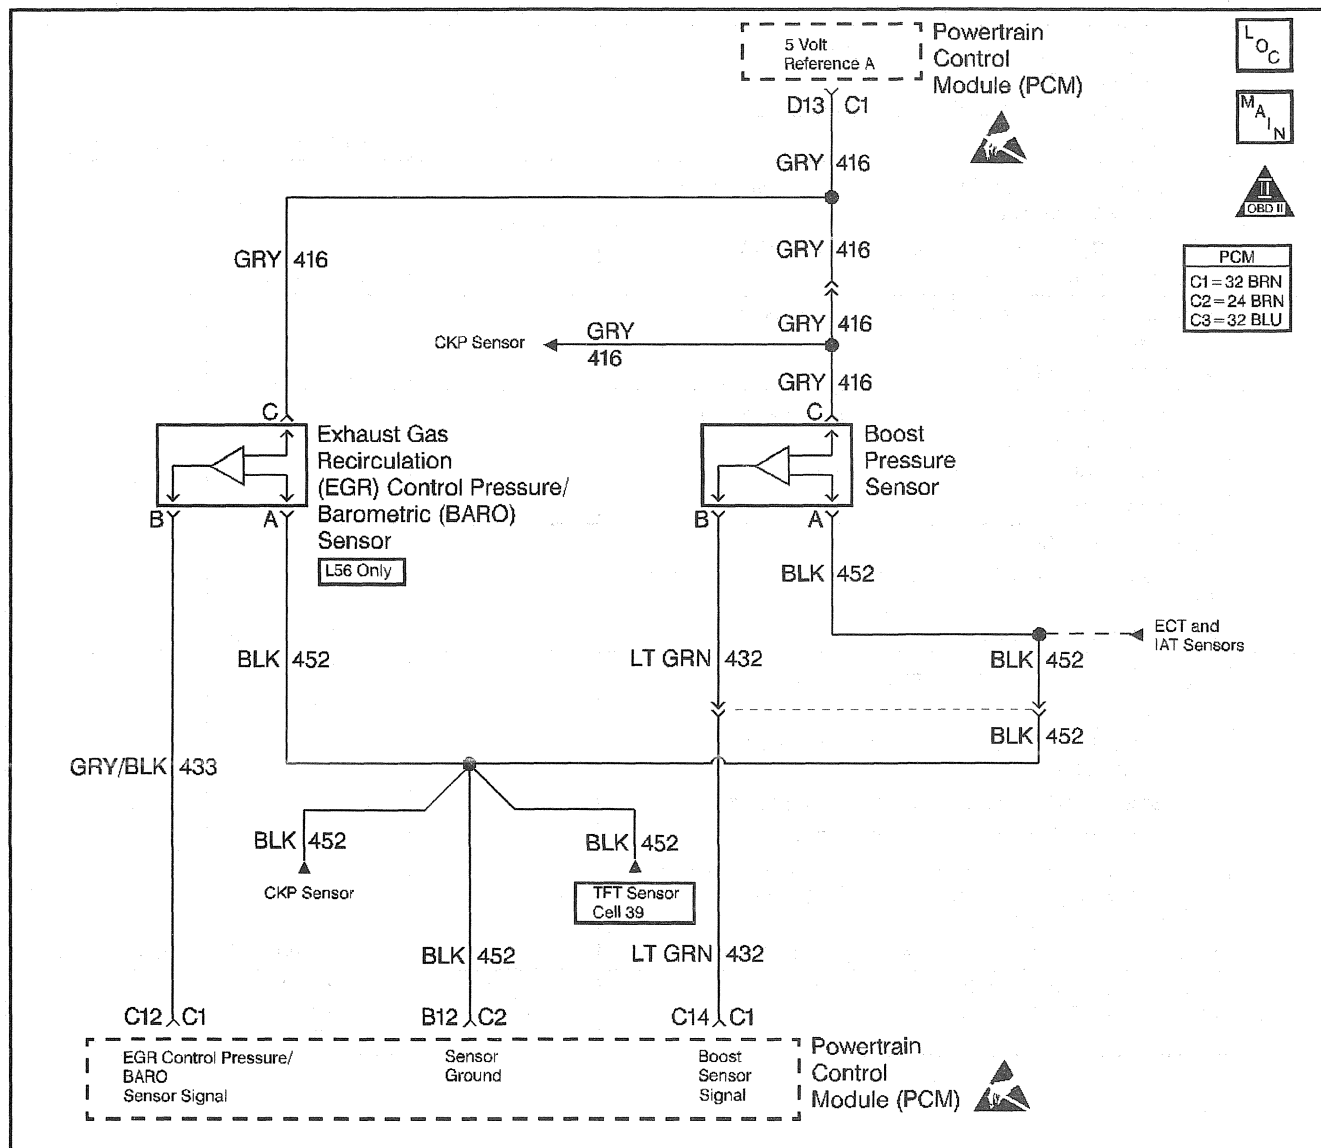 5 Volt
Reference A
Powertrain
Control
Module (PCM)
LOC
D13 C1
MAIN
GRY 416
II
OBD II
GRY 416
GRY 416
PCM
C1=32 BRN
C2=24 BRN
C3=32 BLU
GRY 416
CKP Sensor
GRY
416
GRY 416
C
C
Exhaust Gas
Recirculation
(EGR) Control Pressure/
Barometric (BARO)
Sensor
L56 Only
Boost
Pressure
Sensor
B A
B A
BLK 452
ECT and
IAT Sensors
BLK 452
LT GRN 432
BLK 452
BLK 452
GRY/BLK 433
BLK 452
CKP Sensor
BLK 452
TFT Sensor
Cell 39
BLK 452
LT GRN 432
C12 C1
B12 C2
C14 C1
EGR Control Pressure/
BARO
Sensor Signal
Sensor
Ground
Boost
Sensor
Signal
Powertrain
Control
Module (PCM)